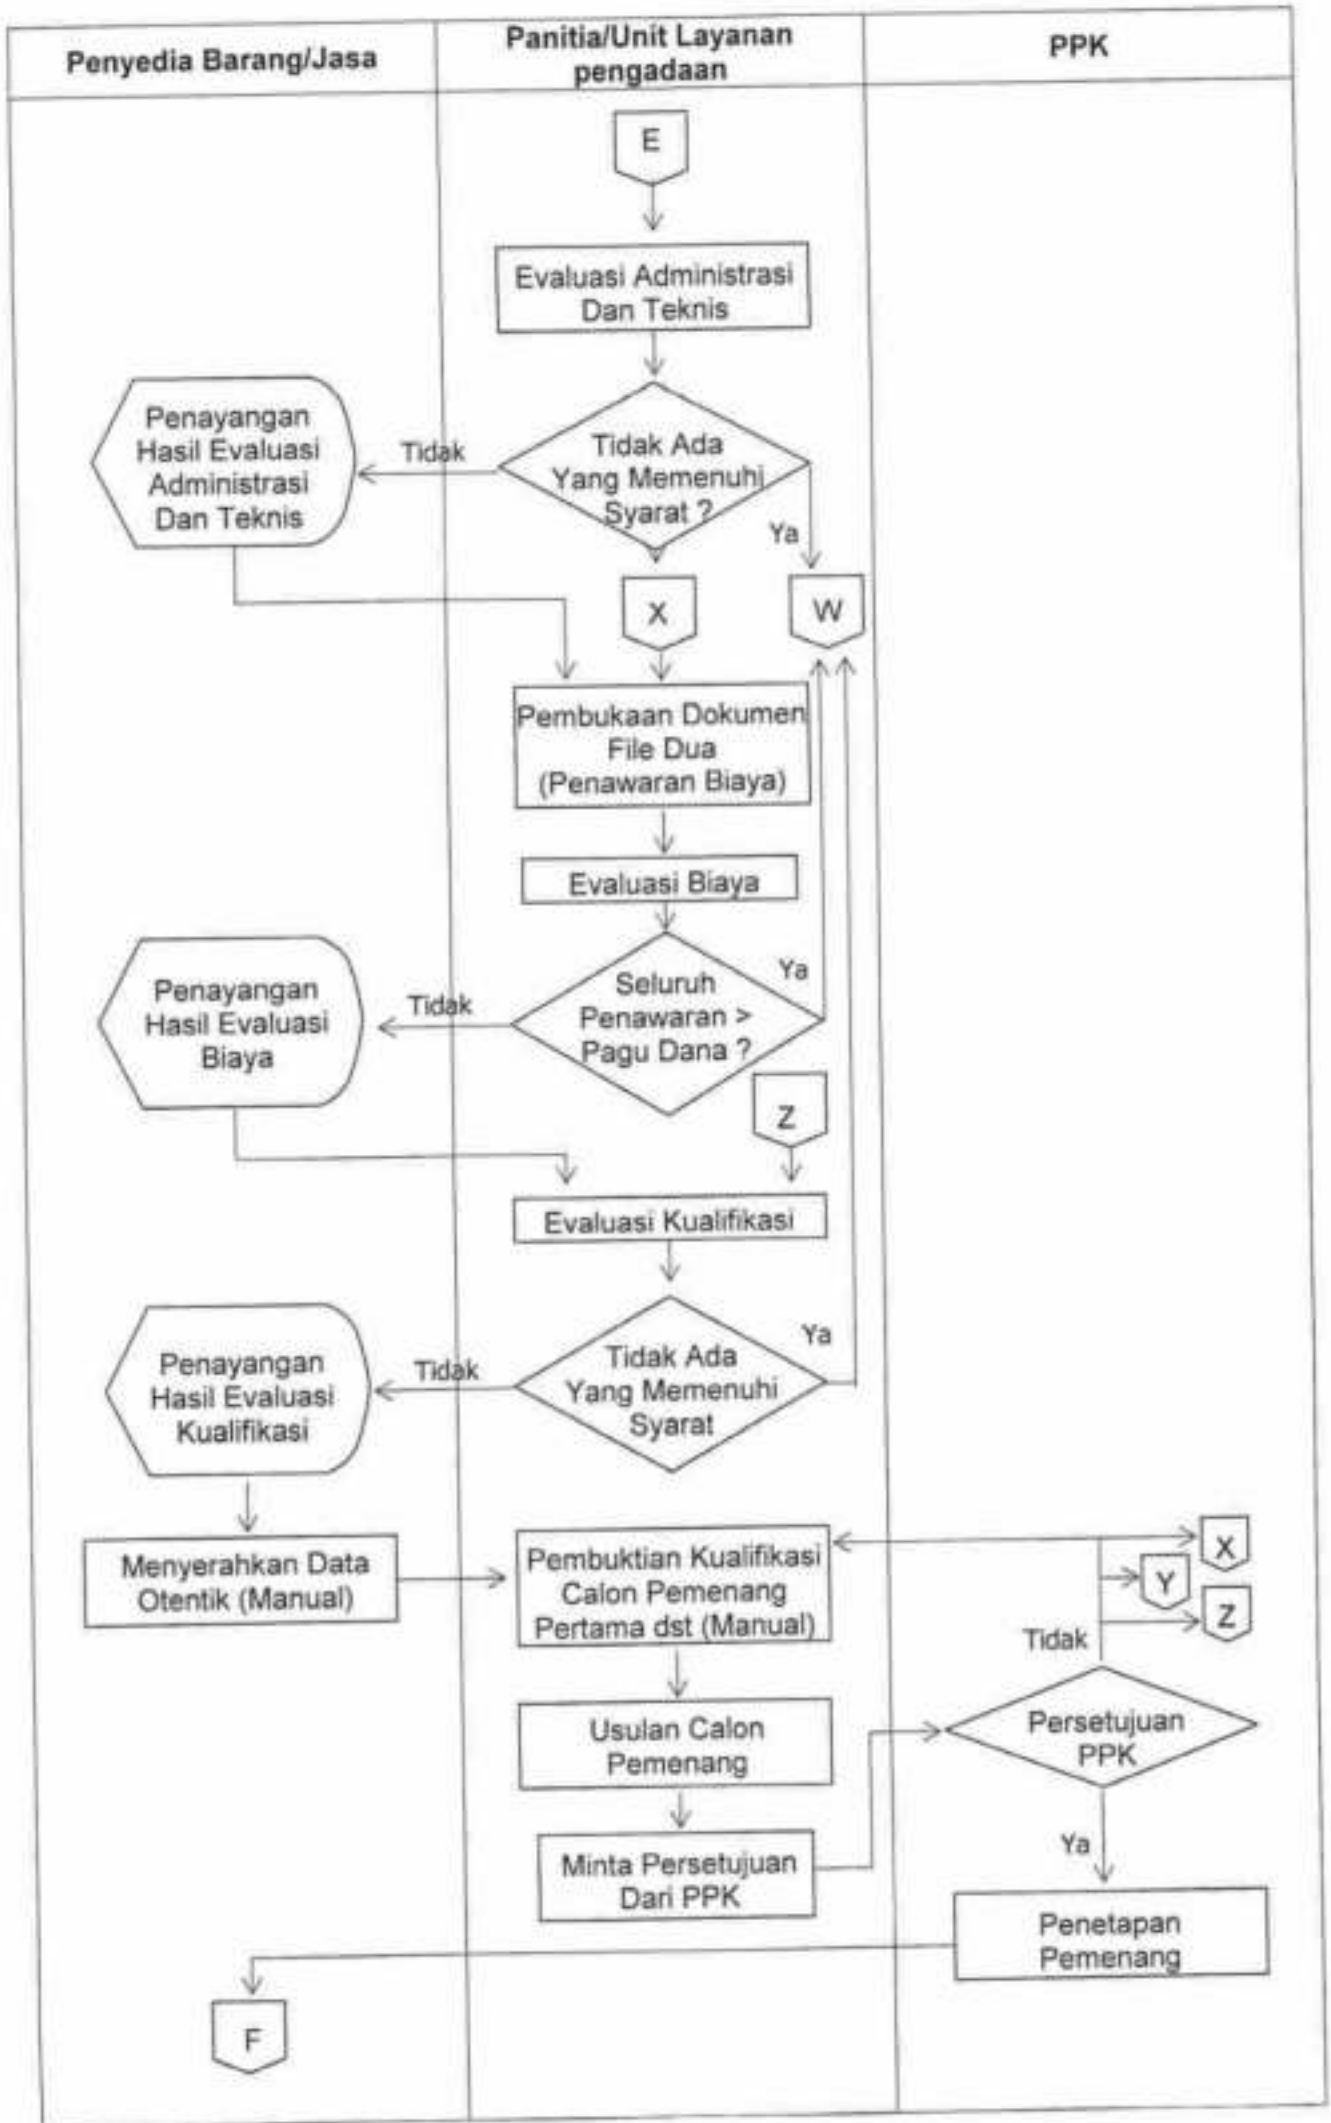 Penyedia Barang/Jasa
Panitia/Unit Layanan
pengadaan
PPK
E
Evaluasi Administrasi
Dan Teknis
Penayangan
Hasil Evaluasi
Administrasi
Dan Teknis
Tidak
Tidak Ada
Yang Memenuhi
Syarat ?
Ya
X
W
Pembukaan Dokumen
File Dua
(Penawaran Biaya)
Evaluasi Biaya
Penayangan
Hasil Evaluasi
Biaya
Tidak
Seluruh
Penawaran >
Pagu Dana ?
Ya
Z
Evaluasi Kualifikasi
Penayangan
Hasil Evaluasi
Kualifikasi
Tidak
Tidak Ada
Yang Memenuhi
Syarat
Ya
Menyerahkan Data
Otentik (Manual)
Pembuktian Kualifikasi
Calon Pemenang
Pertama dst (Manual)
X
Y
Z
Tidak
Usulan Calon
Pemenang
Persetujuan
PPK
Minta Persetujuan
Dari PPK
Ya
Penetapan
Pemenang
F